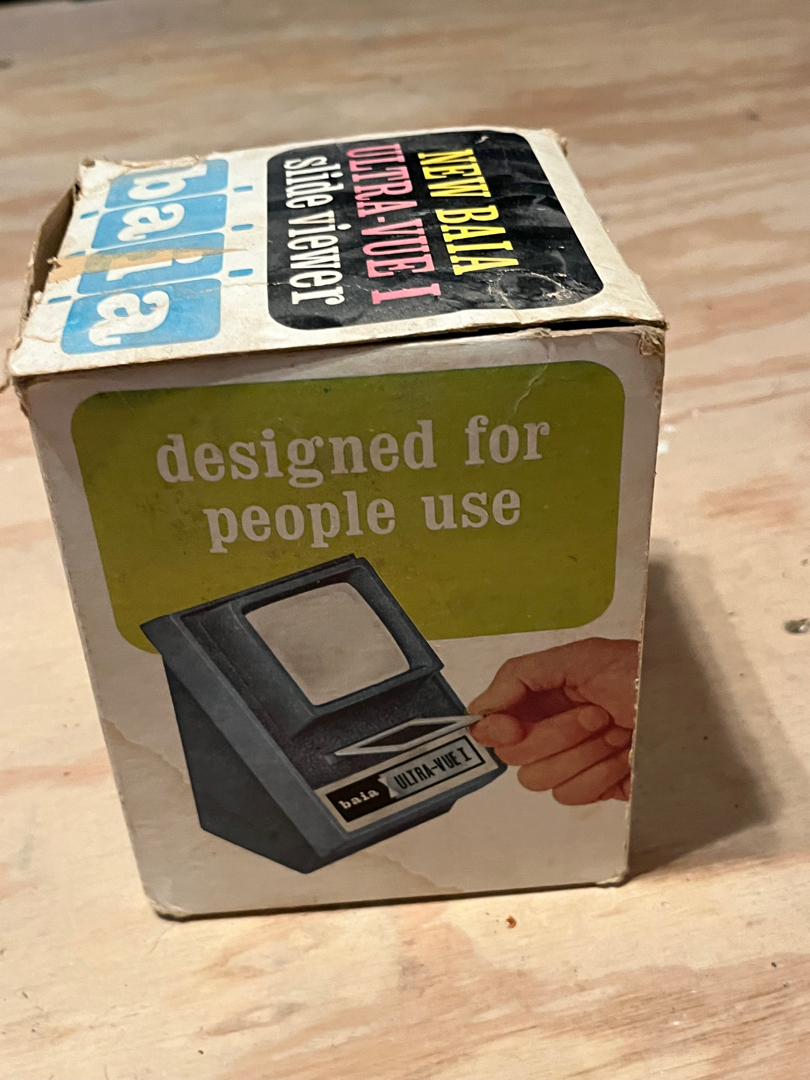 baia
NEW BAIA
ULTRA-VUE I
slide viewer
designed for
people use
baia ULTRA-VUE I